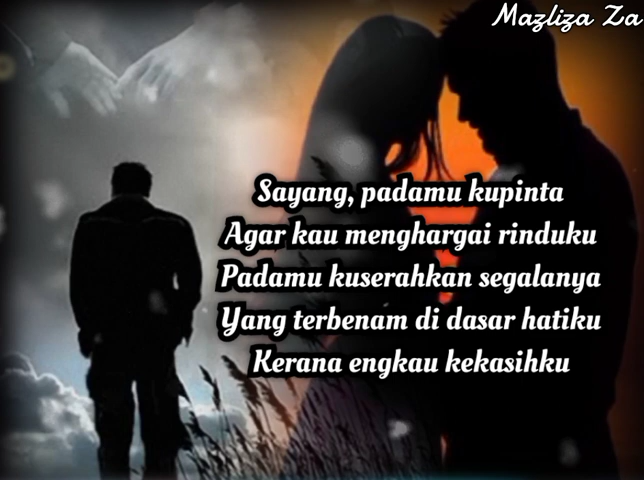 Mazliza Za
Sayang, padamu kupinta
Agar kau menghargai rinduku
Padamu kuserahkan segalanya
Yang terbenam di dasar hatiku
Kerana engkau kekasihku